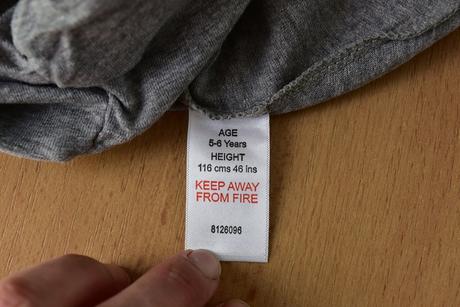 AGE
5-6 Years
HEIGHT
116 cms 46 ins
KEEP AWAY
FROM FIRE
8126096